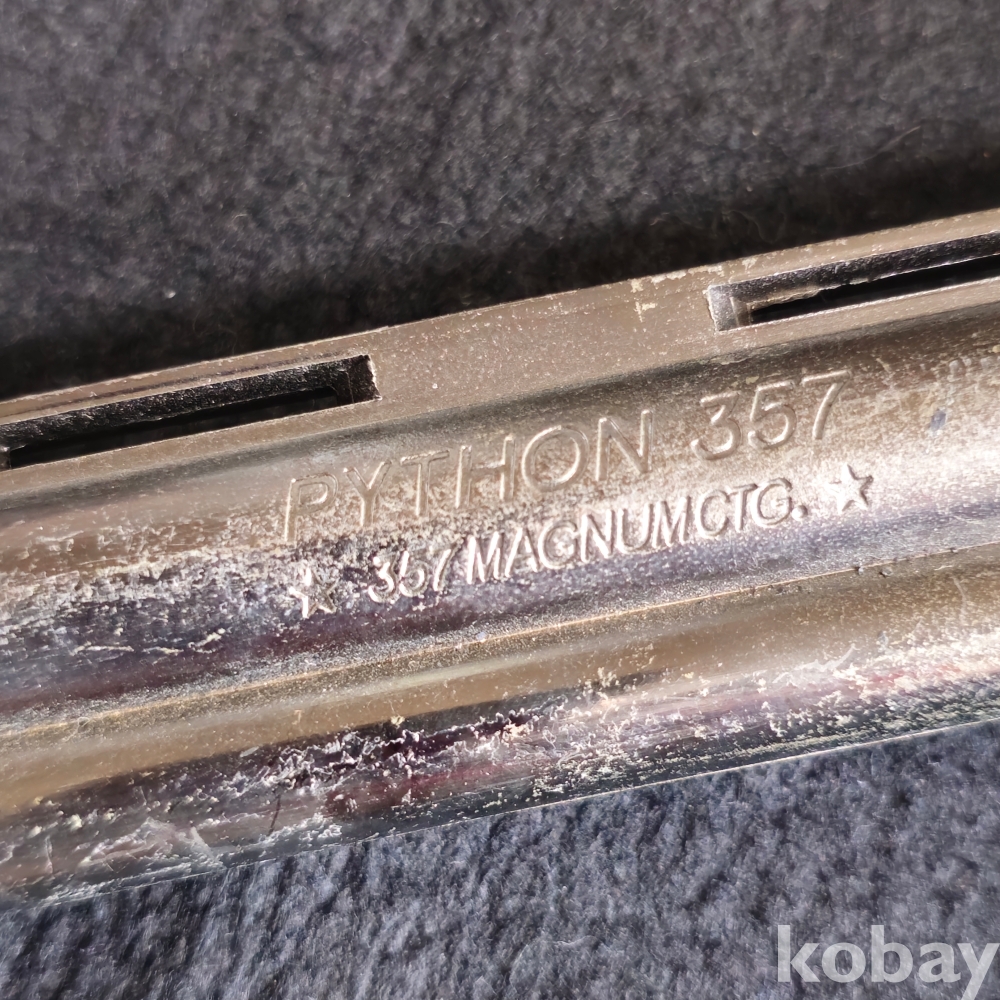 PYTHON 357
☆ 357 MAGNUM CTG. ☆
kobay